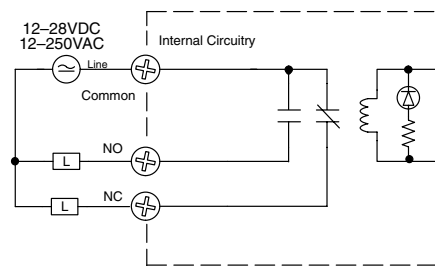 12–28VDC
12–250VAC
Internal Circuitry
Line
Common
NO
L
NC
L